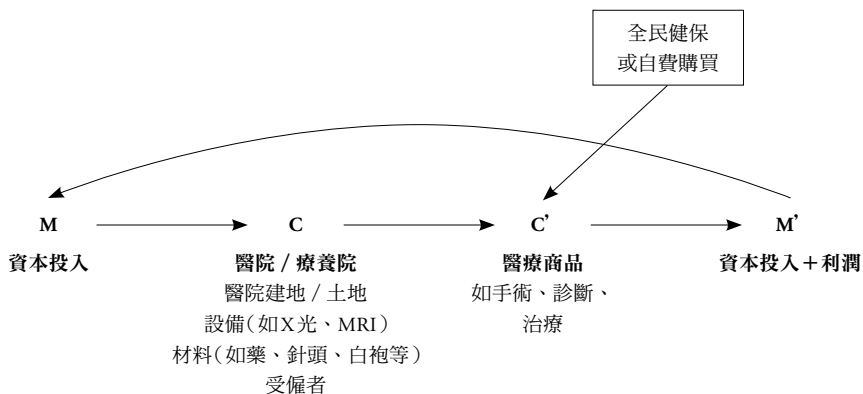 全民健保
或自費購買
M
C
C’
M’
資本投入
醫院 / 療養院
醫療商品
資本投入＋利潤
醫院建地 / 土地
如手術、診斷、
設備(如X光、MRI)
治療
材料(如藥、針頭、白袍等)
受僱者